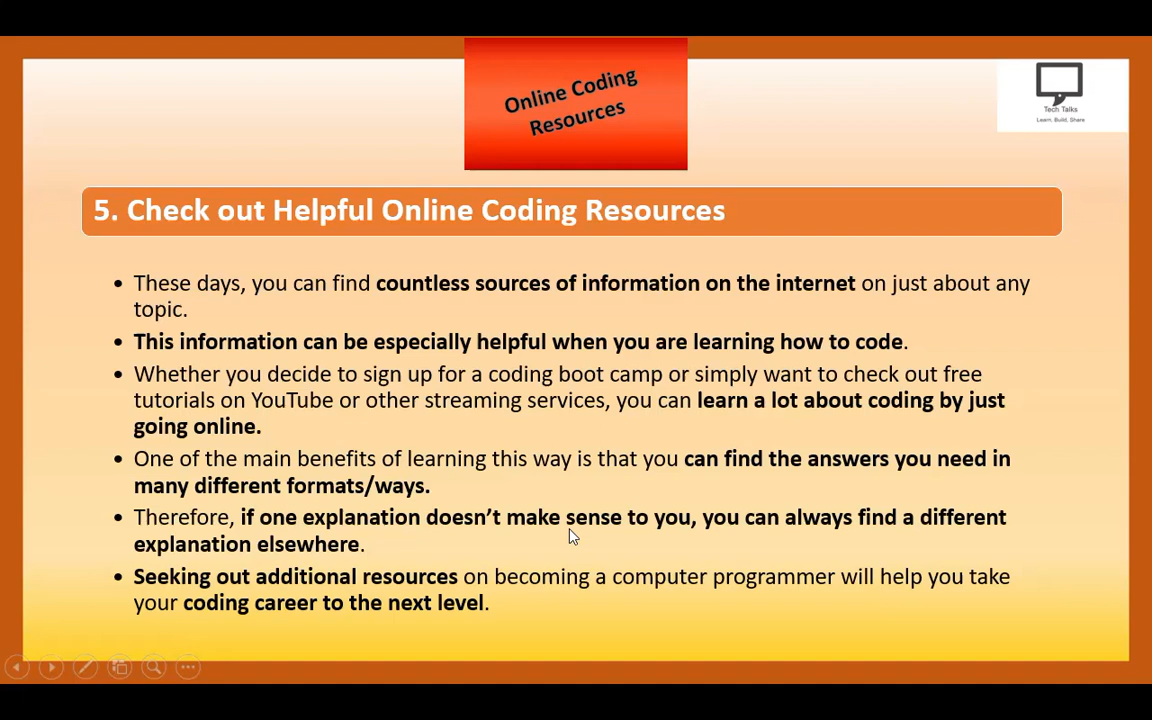 Online Coding
Resources
Tech Talks
Learn. Build. Share
5. Check out Helpful Online Coding Resources
• These days, you can find countless sources of information on the internet on just about any
topic.
• This information can be especially helpful when you are learning how to code.
• Whether you decide to sign up for a coding boot camp or simply want to check out free
tutorials on YouTube or other streaming services, you can learn a lot about coding by just
going online.
• One of the main benefits of learning this way is that you can find the answers you need in
many different formats/ways.
• Therefore, if one explanation doesn’t make sense to you, you can always find a different
explanation elsewhere.
• Seeking out additional resources on becoming a computer programmer will help you take
your coding career to the next level.